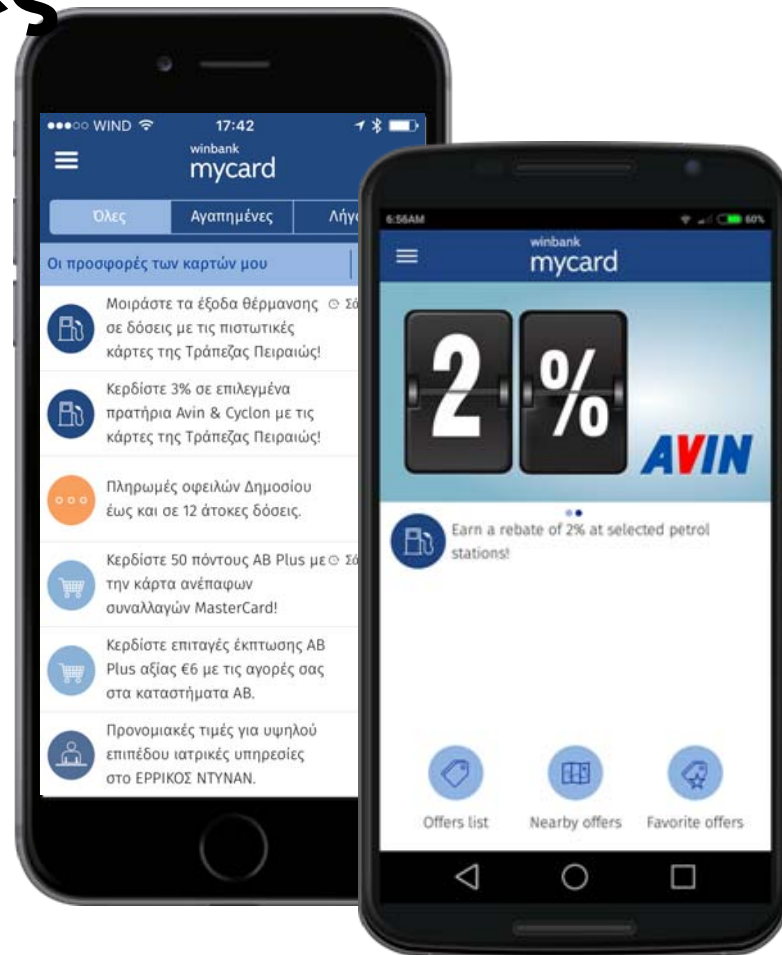 WIND
17:42
winbank
mycard
Όλες
Αγαπημένες
Οι προσφορές των καρτών μου
Μοιράστε τα έξοδα θέρμανσης
σε δόσεις με τις πιστωτικές
κάρτες της Τράπεζας Πειραιώς!
Κερδίστε 3% σε επιλεγμένα
πρατήρια Avin & Cyclon με τις
κάρτες της Τράπεζας Πειραιώς!
Πληρωμές οφειλών Δημοσίου
έως και σε 12 άτοκες δόσεις.
Κερδίστε 50 πόντους ΑΒ Plus με
την κάρτα ανέπαφων
συναλλαγών MasterCard!
Κερδίστε επιταγές έκπτωσης ΑΒ
Plus αξίας €6 με τις αγορές σας
στα καταστήματα ΑΒ.
Προνομιακές τιμές για υψηλού
επιπέδου ιατρικές υπηρεσίες
στο ΕΡΡΙΚΟΣ ΝΤΥΝΑΝ.
6:56AM
60%
winbank
mycard
2 %
AVIN
Earn a rebate of 2% at selected petrol
stations!
Offers list
Nearby offers
Favorite offers